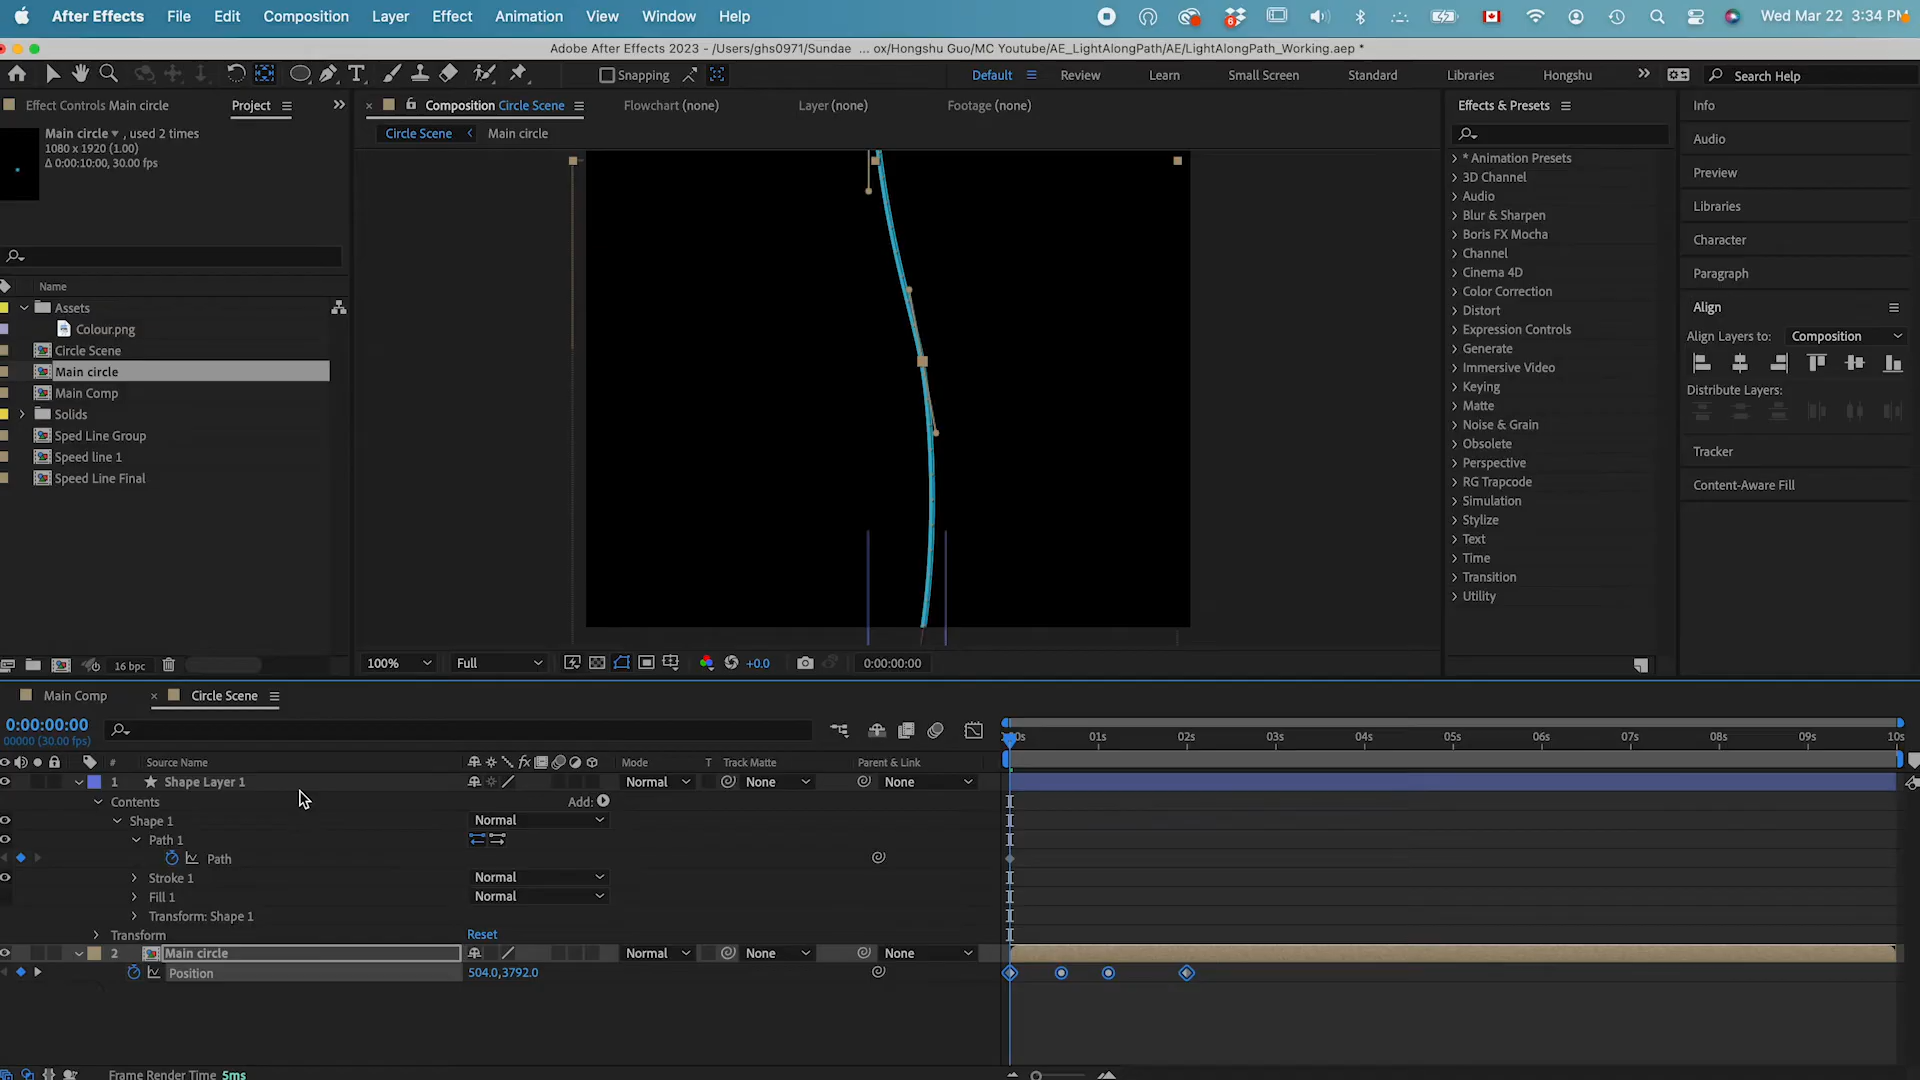 After Effects File Edit Composition Layer Effect Animation View Window Help Wed Mar 22 3:34 PM
Adobe After Effects 2023 - /Users/ghs0971/Sundae ... ox/Hongshu Guo/MC Youtube/AE_LightAlongPath/AE/LightAlongPath_Working.aep *
Snapping Default Review Learn Small Screen Standard Libraries Hongshu Search Help
Effect Controls Main circle Project
Composition Circle Scene Flowchart (none) Layer (none) Footage (none)
Circle Scene Main circle
Main circle , used 2 times
1080 x 1920 (1.00)
Δ 0:00:10:00, 30.00 fps
Name
Assets
Colour.png
Circle Scene
Main circle
Main Comp
Solids
Sped Line Group
Speed line 1
Speed Line Final
16 bpc
100% Full +0.0 0:00:00:00
Effects & Presets
* Animation Presets
3D Channel
Audio
Blur & Sharpen
Boris FX Mocha
Channel
Cinema 4D
Color Correction
Distort
Expression Controls
Generate
Immersive Video
Keying
Matte
Noise & Grain
Obsolete
Perspective
RG Trapcode
Simulation
Stylize
Text
Time
Transition
Utility
Info
Audio
Preview
Libraries
Character
Paragraph
Align
Align Layers to: Composition
Distribute Layers:
Tracker
Content-Aware Fill
Main Comp Circle Scene
0:00:00:00
00000 (30.00 fps)
01s 02s 03s 04s 05s 06s 07s 08s 09s 10s
# Source Name Mode T Track Matte Parent & Link
1 Shape Layer 1 Normal None None
Contents Add:
Shape 1 Normal
Path 1
Path
Stroke 1 Normal
Fill 1 Normal
Transform: Shape 1
Transform Reset
2 Main circle Normal None None
Position 504.0,3792.0
Frame Render Time 5ms